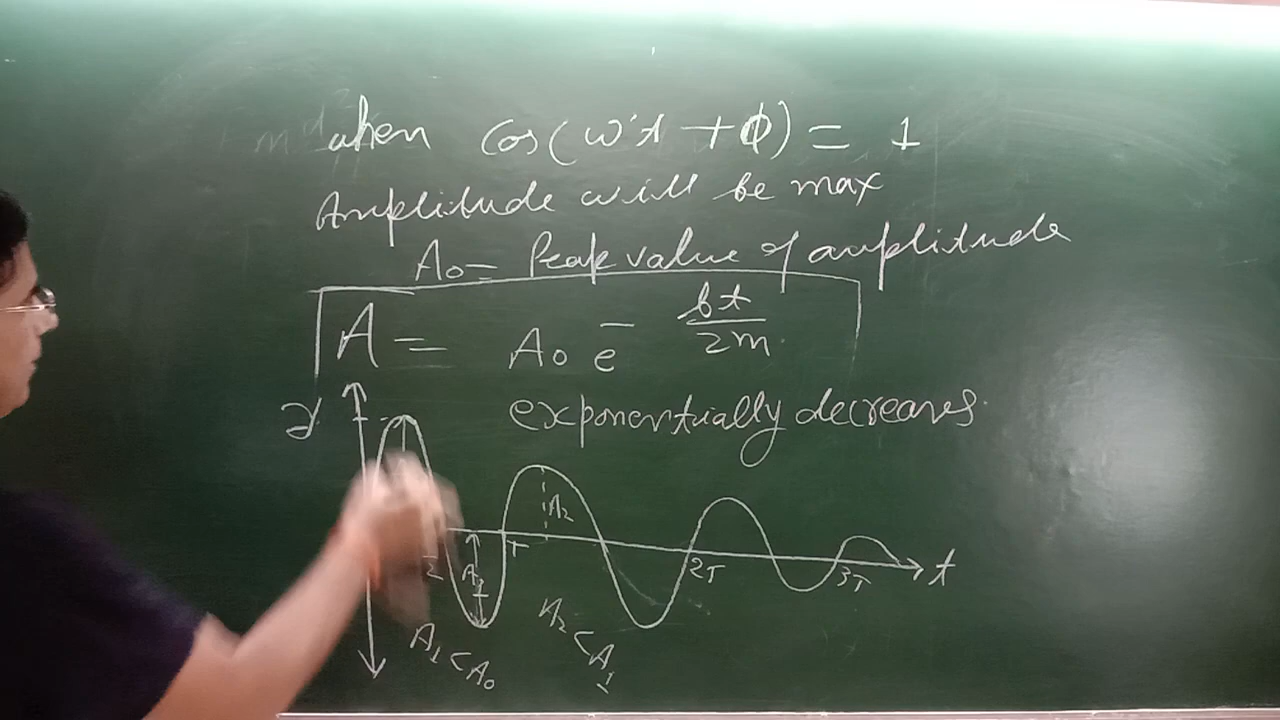 when cos(ω't + Φ) = 1
Amplitude will be max
A₀ = Peak value of amplitude
A = A₀ e^(-bt/2m)
exponentially decreases.
A₂
T
2T
3T
t
2
A₁ < A₀
A₂ < A₁